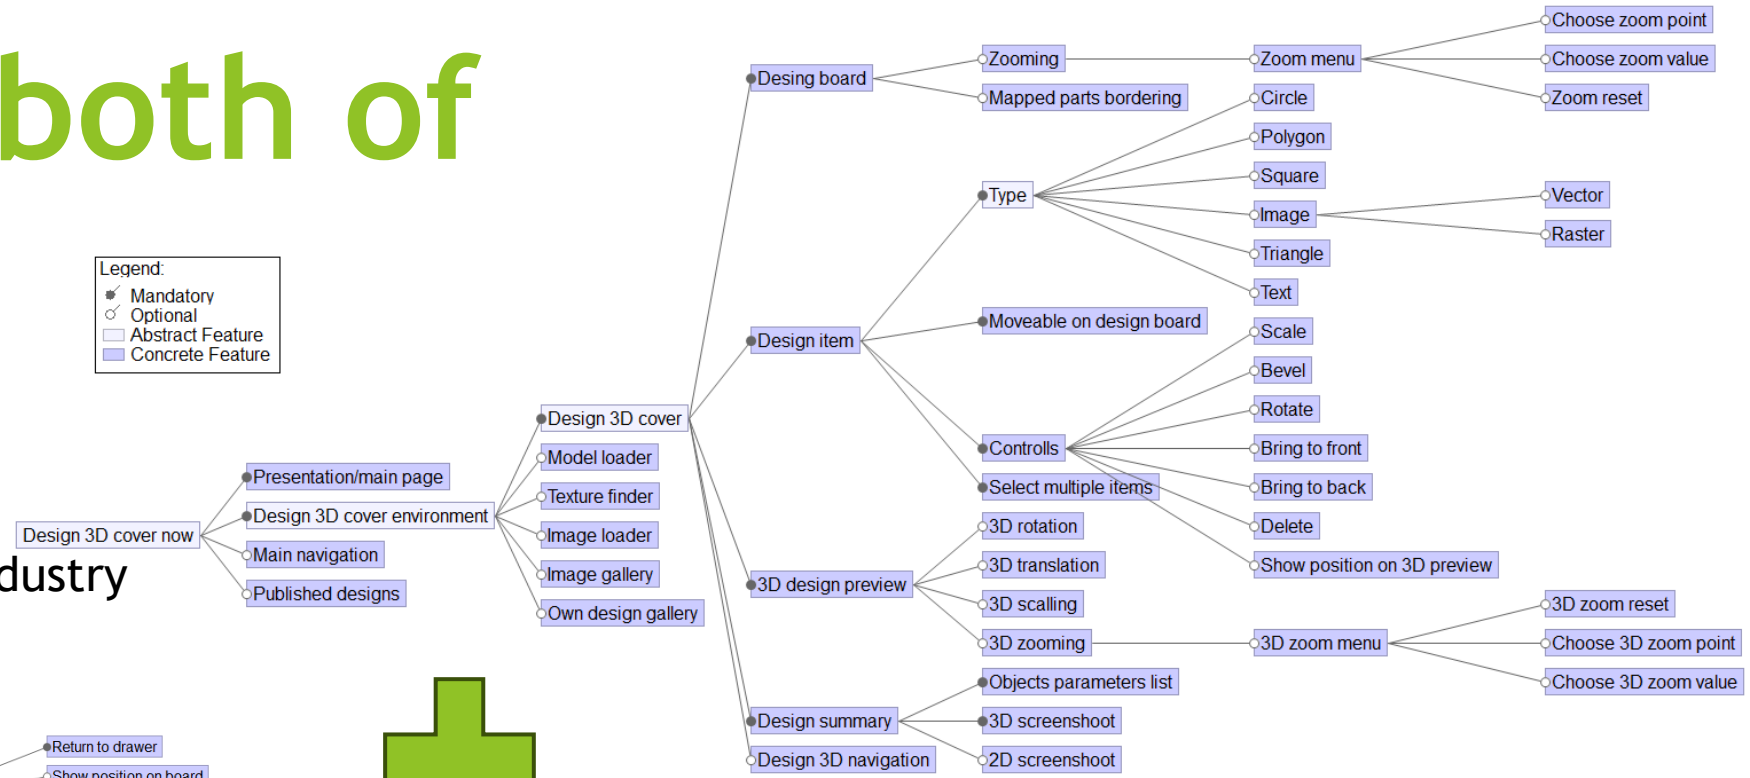 both of
Legend:
Mandatory
Optional
Abstract Feature
Concrete Feature
Design 3D cover now
dustry
Presentation/main page
Design 3D cover environment
Main navigation
Published designs
Design 3D cover
Model loader
Texture finder
Image loader
Image gallery
Own design gallery
Desing board
Design item
3D design preview
Design summary
Design 3D navigation
Zooming
Mapped parts bordering
Type
Moveable on design board
Controlls
Select multiple items
3D rotation
3D translation
3D scalling
3D zooming
Objects parameters list
3D screenshoot
2D screenshoot
Zoom menu
Circle
Polygon
Square
Image
Triangle
Text
Scale
Bevel
Rotate
Bring to front
Bring to back
Delete
Show position on 3D preview
3D zoom menu
Choose zoom point
Choose zoom value
Zoom reset
Vector
Raster
3D zoom reset
Choose 3D zoom point
Choose 3D zoom value
Return to drawer
Show position on board